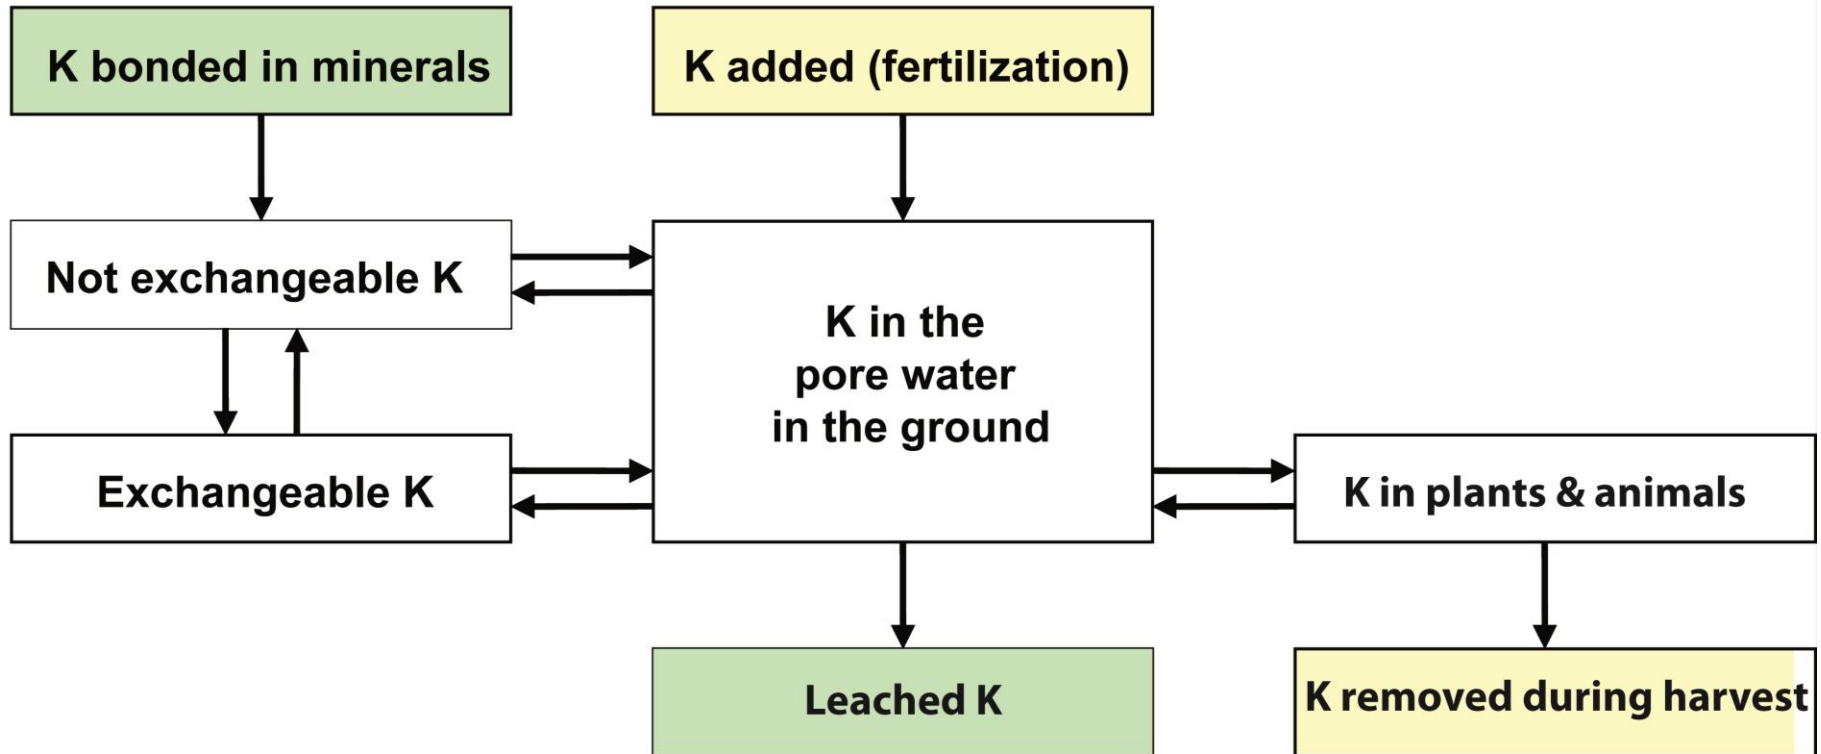 K bonded in minerals
K added (fertilization)
Not exchangeable K
K in the
pore water
in the ground
Exchangeable K
K in plants & animals
Leached K
K removed during harvest